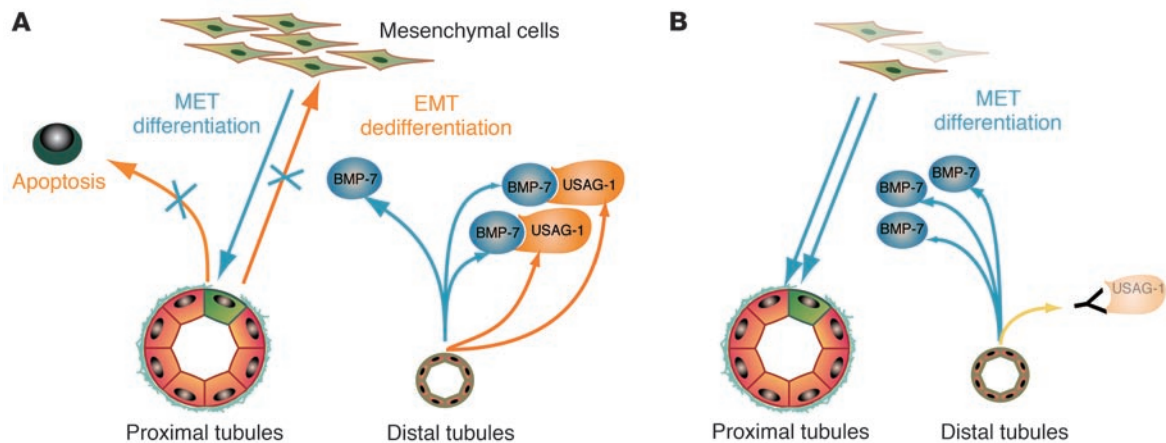 A
Mesenchymal cells
MET
differentiation
EMT
dedifferentiation
Apoptosis
BMP-7
BMP-7
USAG-1
BMP-7
USAG-1
Proximal tubules
Distal tubules
B
MET
differentiation
BMP-7
BMP-7
BMP-7
USAG-1
Proximal tubules
Distal tubules